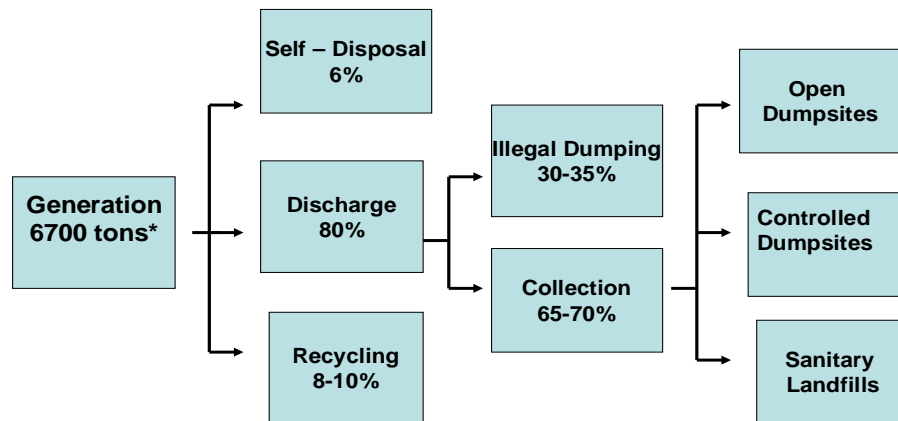 Self – Disposal
6%
Generation
6700 tons*
Discharge
80%
Recycling
8-10%
Illegal Dumping
30-35%
Collection
65-70%
Open
Dumpsites
Controlled
Dumpsites
Sanitary
Landfills